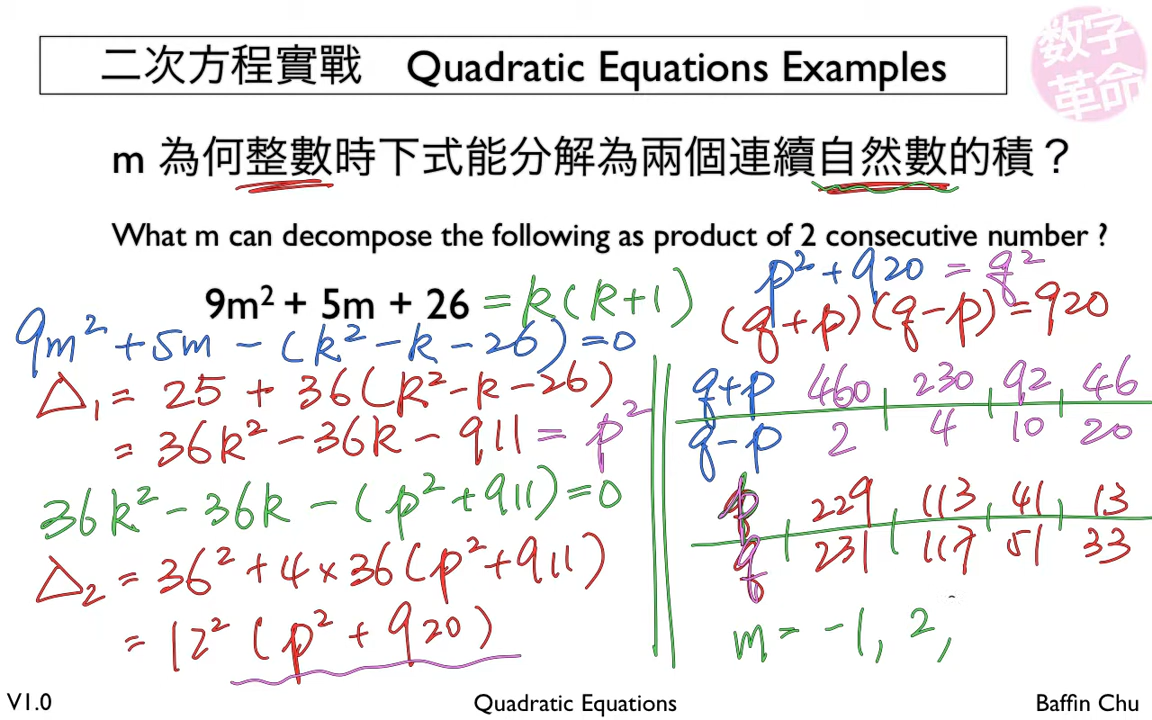 数字
革命
二次方程實戰 Quadratic Equations Examples
m 為何整數時下式能分解為兩個連續自然數的積？
What m can decompose the following as product of 2 consecutive number ?
9m² + 5m + 26 = k(k+1)
9m² + 5m - (k² - k - 26) = 0
△₁ = 25 + 36(k² - k - 26)
= 36k² - 36k - 911 = p²
36k² - 36k - (p² + 911) = 0
△₂ = 36² + 4 × 36(p² + 911)
= 12² (p² + 920)
p² + 920 = q²
(q+p)(q-p) = 920
q+p 460 230 92 46
q-p 2 4 10 20
p 229 113 41 13
q 231 117 51 33
m = -1, 2,
V1.0 Quadratic Equations Baffin Chu